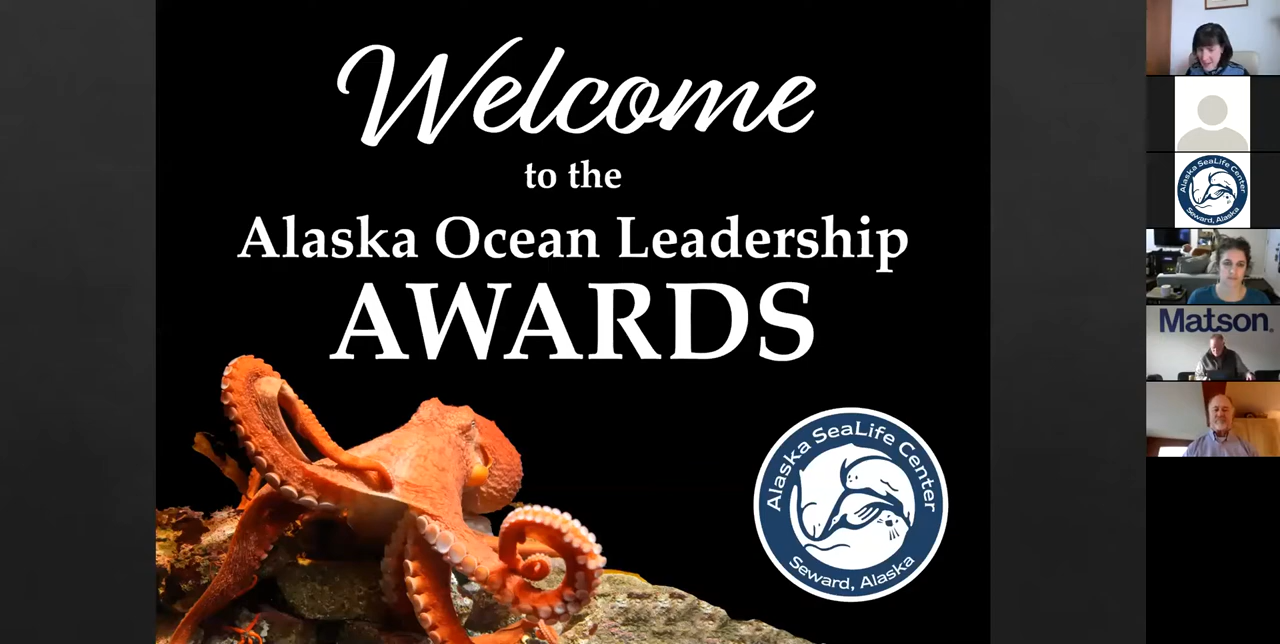 Welcome
to the
Alaska Ocean Leadership
AWARDS
Alaska SeaLife Center
Seward, Alaska
Alaska SeaLife Center
Seward, Alaska
Matson®